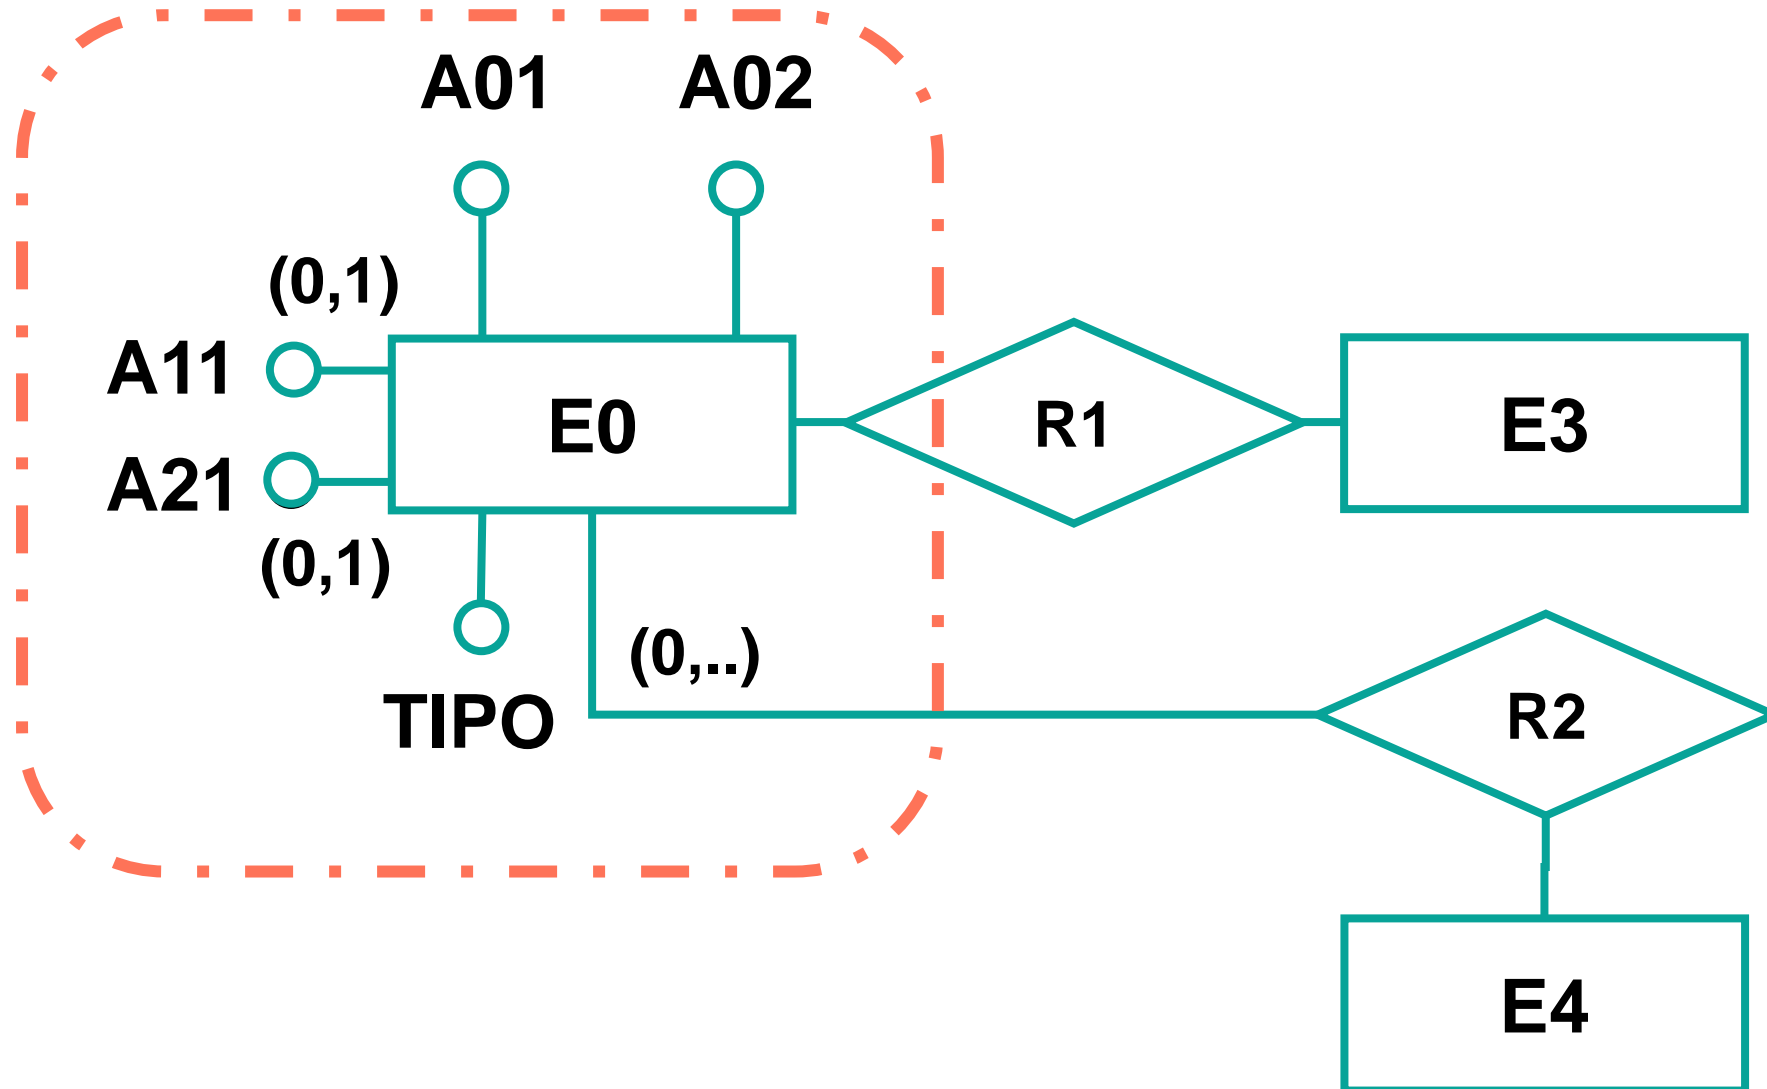 A01
A02
(0,1)
A11
E0
R1
E3
A21
(0,1)
(0,..)
TIPO
R2
E4